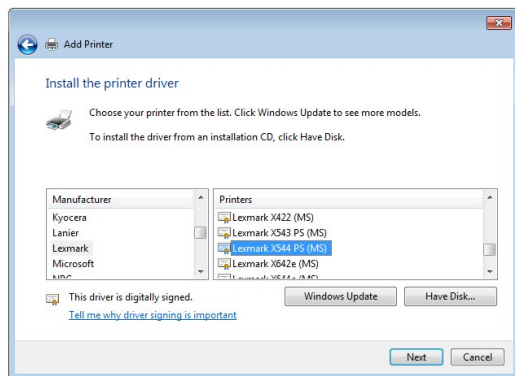 Add Printer
Install the printer driver
Choose your printer from the list. Click Windows Update to see more models.
To install the driver from an installation CD, click Have Disk.
Manufacturer
Kyocera
Lanier
Lexmark
Microsoft
Printers
Lexmark X422 (MS)
Lexmark X543 PS (MS)
Lexmark X544 PS (MS)
Lexmark X642e (MS)
This driver is digitally signed.
Tell me why driver signing is important
Windows Update
Have Disk...
Next
Cancel